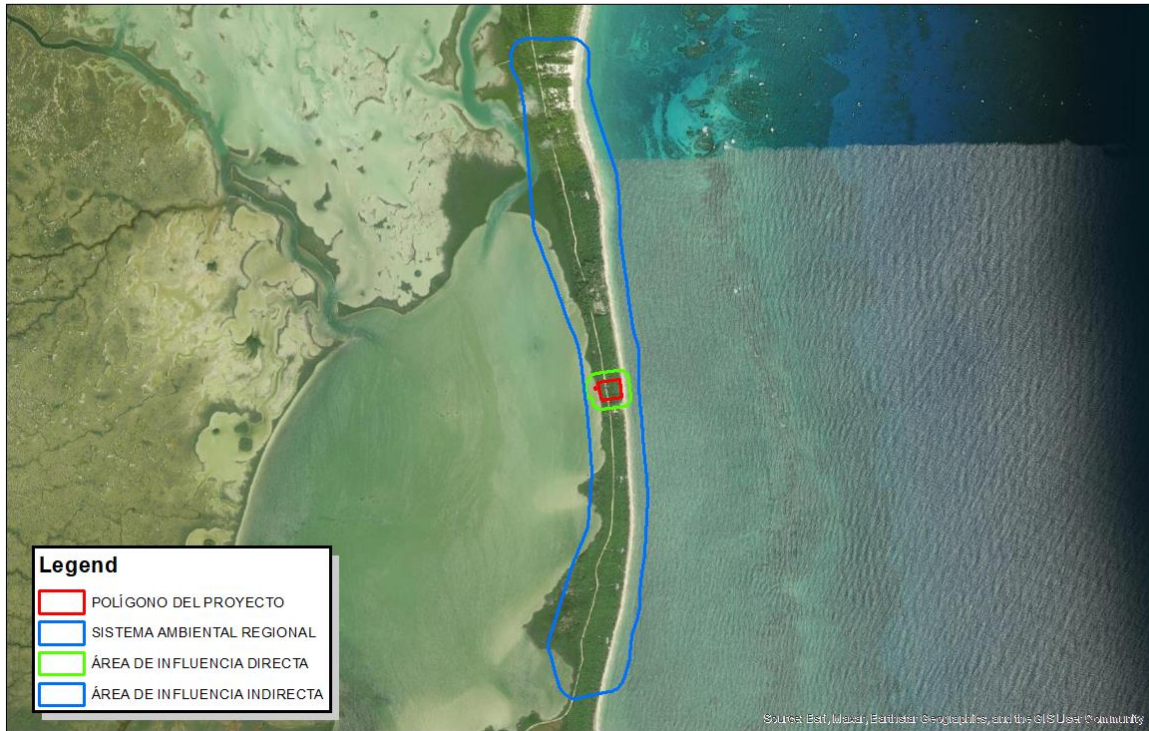 Legend
POLÍGONO DEL PROYECTO
SISTEMA AMBIENTAL REGIONAL
ÁREA DE INFLUENCIA DIRECTA
ÁREA DE INFLUENCIA INDIRECTA
Source: Esri, Maxar, Earthstar Geographics, and the GIS User Community